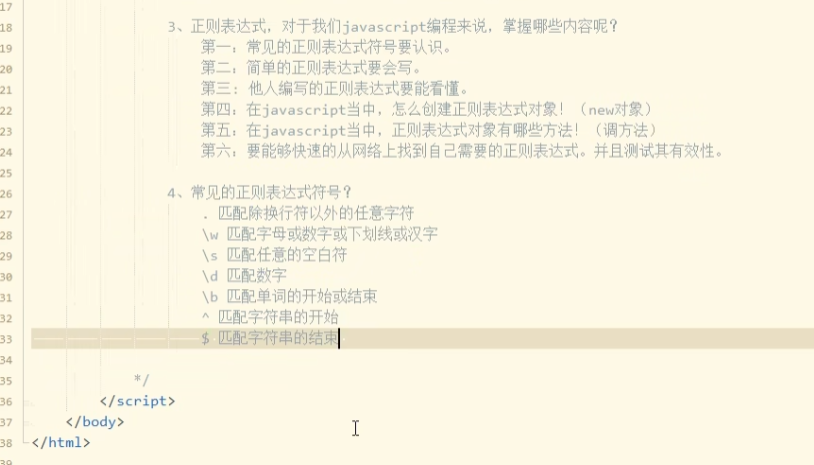 17
18 3、正则表达式，对于我们javascript编程来说，掌握哪些内容呢？
19 第一：常见的正则表达式符号要认识。
20 第二：简单的正则表达式要会写。
21 第三：他人编写的正则表达式要能看懂。
22 第四：在javascript当中，怎么创建正则表达式对象！（new对象）
23 第五：在javascript当中，正则表达式对象有哪些方法！（调方法）
24 第六：要能够快速的从网络上找到自己需要的正则表达式。并且测试其有效性。
25
26 4、常见的正则表达式符号？
27 . 匹配除换行符以外的任意字符
28 \w 匹配字母或数字或下划线或汉字
29 \s 匹配任意的空白符
30 \d 匹配数字
31 \b 匹配单词的开始或结束
32 ^ 匹配字符串的开始
33 $ 匹配字符串的结束
34
35 */
36 </script>
37 </body>
38 </html>
39